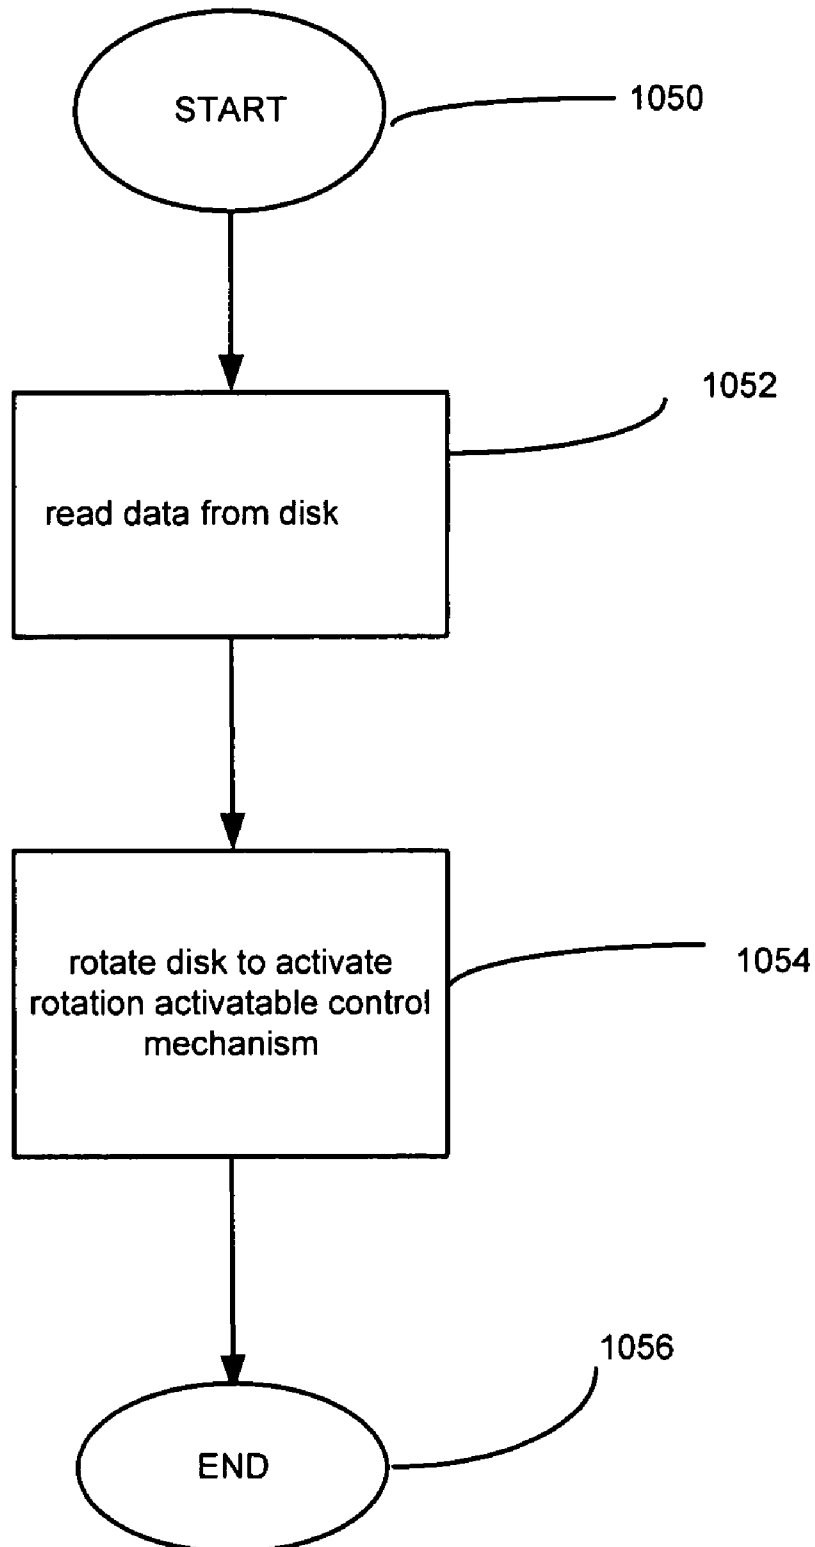 START
1050
1052
read data from disk
rotate disk to activate
rotation activatable control
mechanism
1054
1056
END